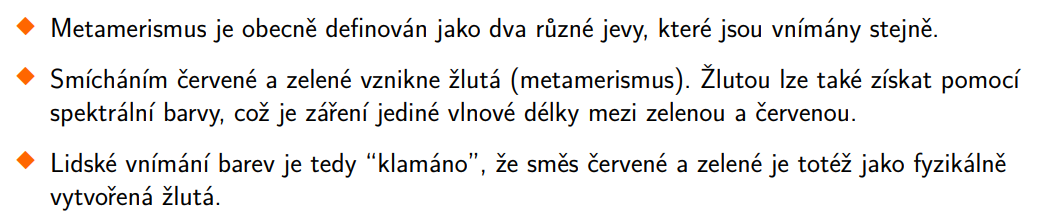 Metamerismus je obecně definován jako dva různé jevy, které jsou vnímány stejně.
Smícháním červené a zelené vznikne žlutá (metamerismus). Žlutou lze také získat pomocí
spektrální barvy, což je záření jediné vlnové délky mezi zelenou a červenou.
Lidské vnímání barev je tedy “klamáno”, že směs červené a zelené je totéž jako fyzikálně
vytvořená žlutá.